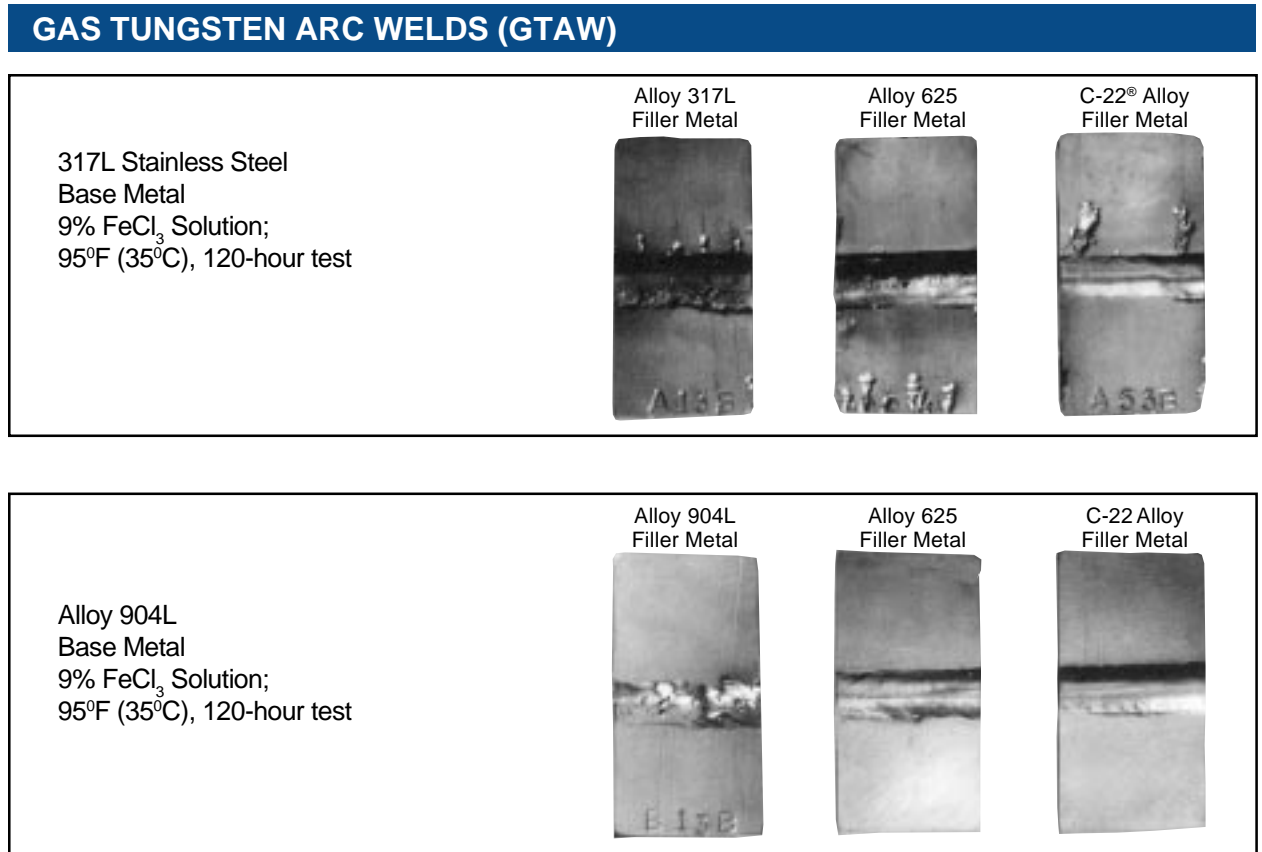 GAS TUNGSTEN ARC WELDS (GTAW)
317L Stainless Steel
Base Metal
9% FeCl₃ Solution;
95⁰F (35⁰C), 120-hour test
Alloy 317L
Filler Metal
Alloy 625
Filler Metal
C-22® Alloy
Filler Metal
A13B
A53B
Alloy 904L
Base Metal
9% FeCl₃ Solution;
95⁰F (35⁰C), 120-hour test
Alloy 904L
Filler Metal
Alloy 625
Filler Metal
C-22 Alloy
Filler Metal
B13B